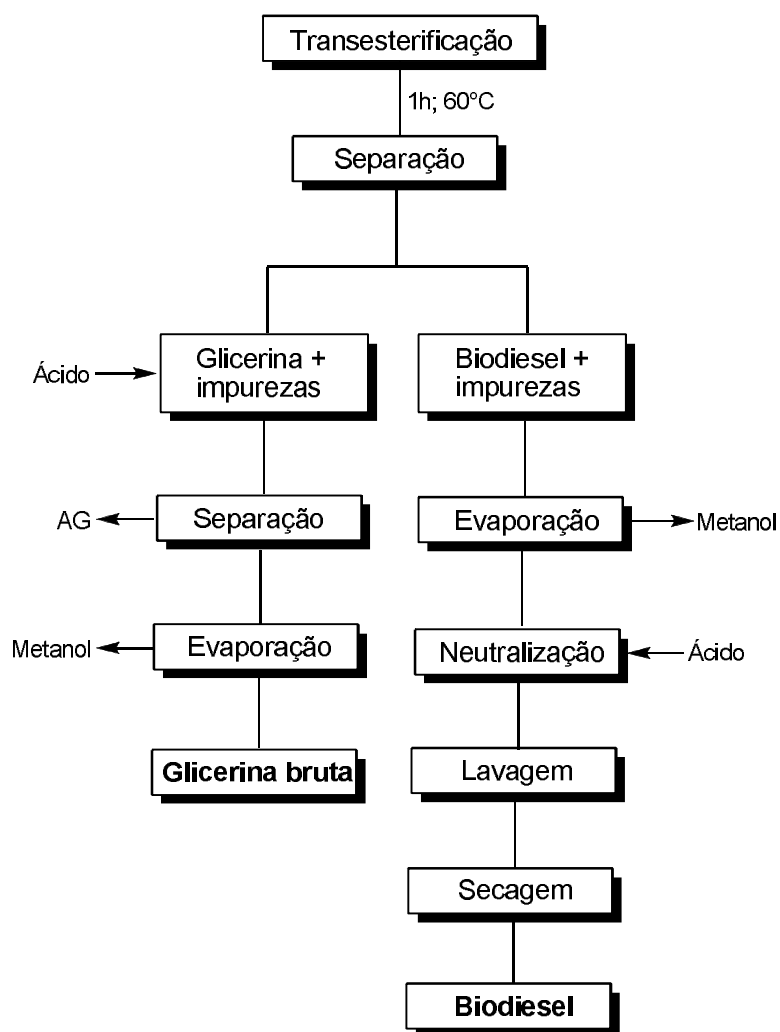 Transesterificação
1h; 60°C
Separação
Glicerina +
impurezas
Biodiesel +
impurezas
Ácido
AG
Separação
Evaporação
Metanol
Metanol
Evaporação
Neutralização
Ácido
Glicerina bruta
Lavagem
Secagem
Biodiesel